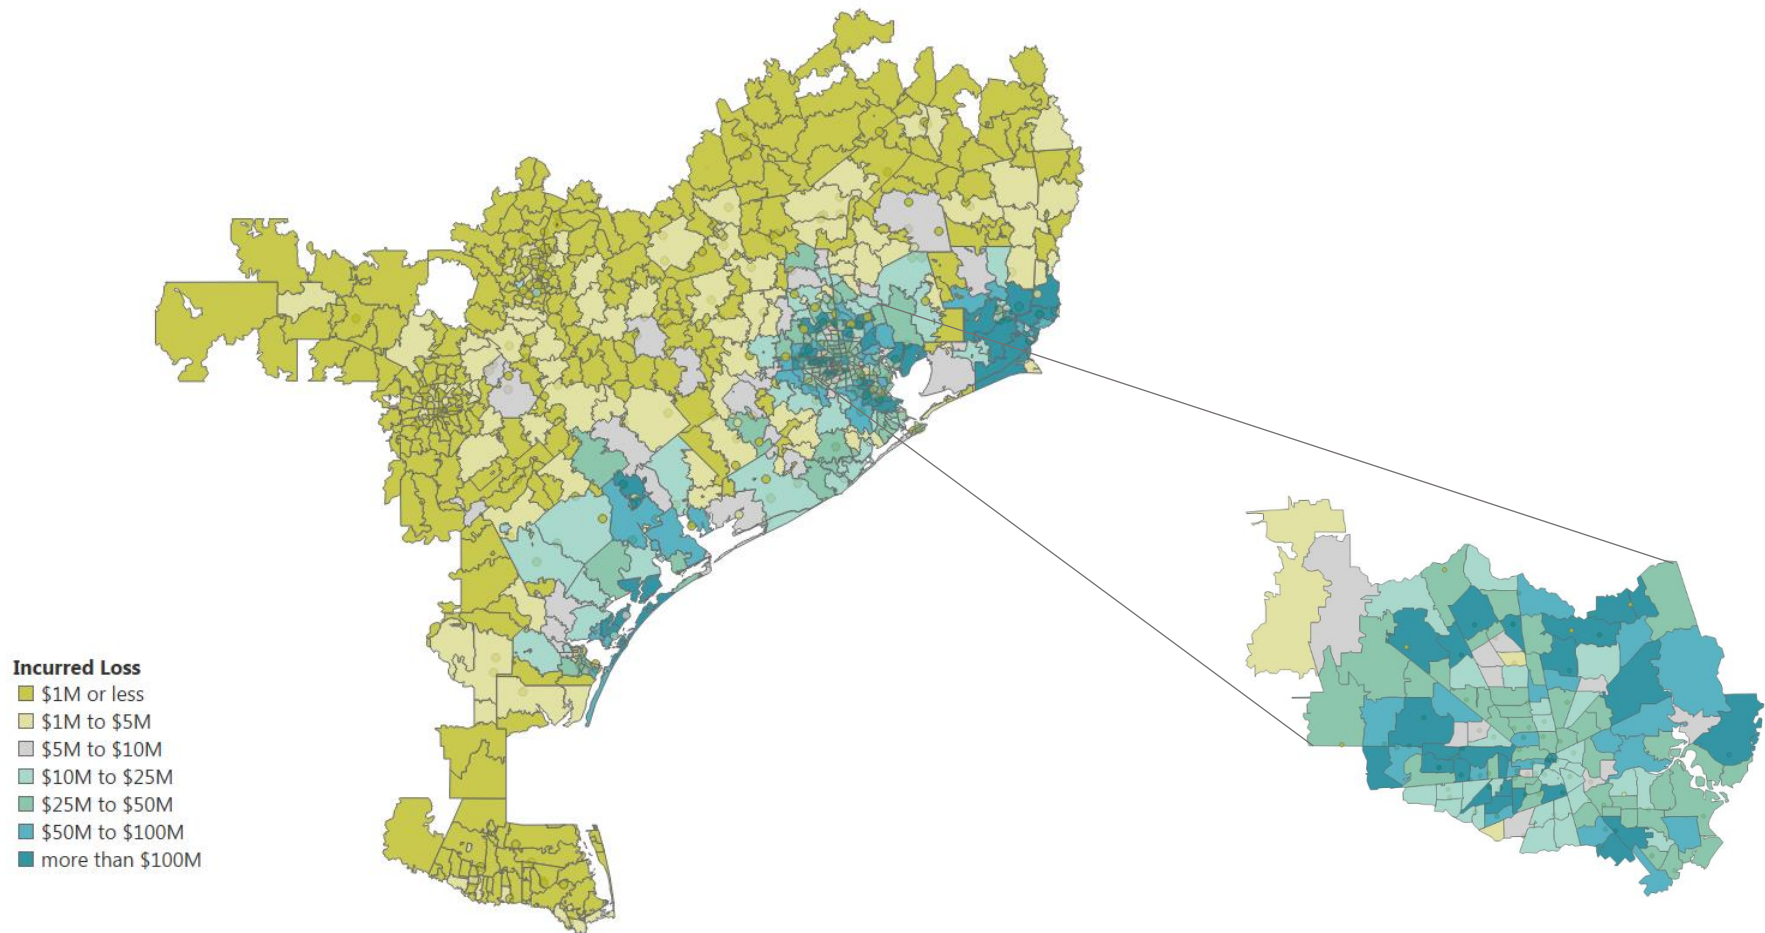 Incurred Loss
$1M or less
$1M to $5M
$5M to $10M
$10M to $25M
$25M to $50M
$50M to $100M
more than $100M